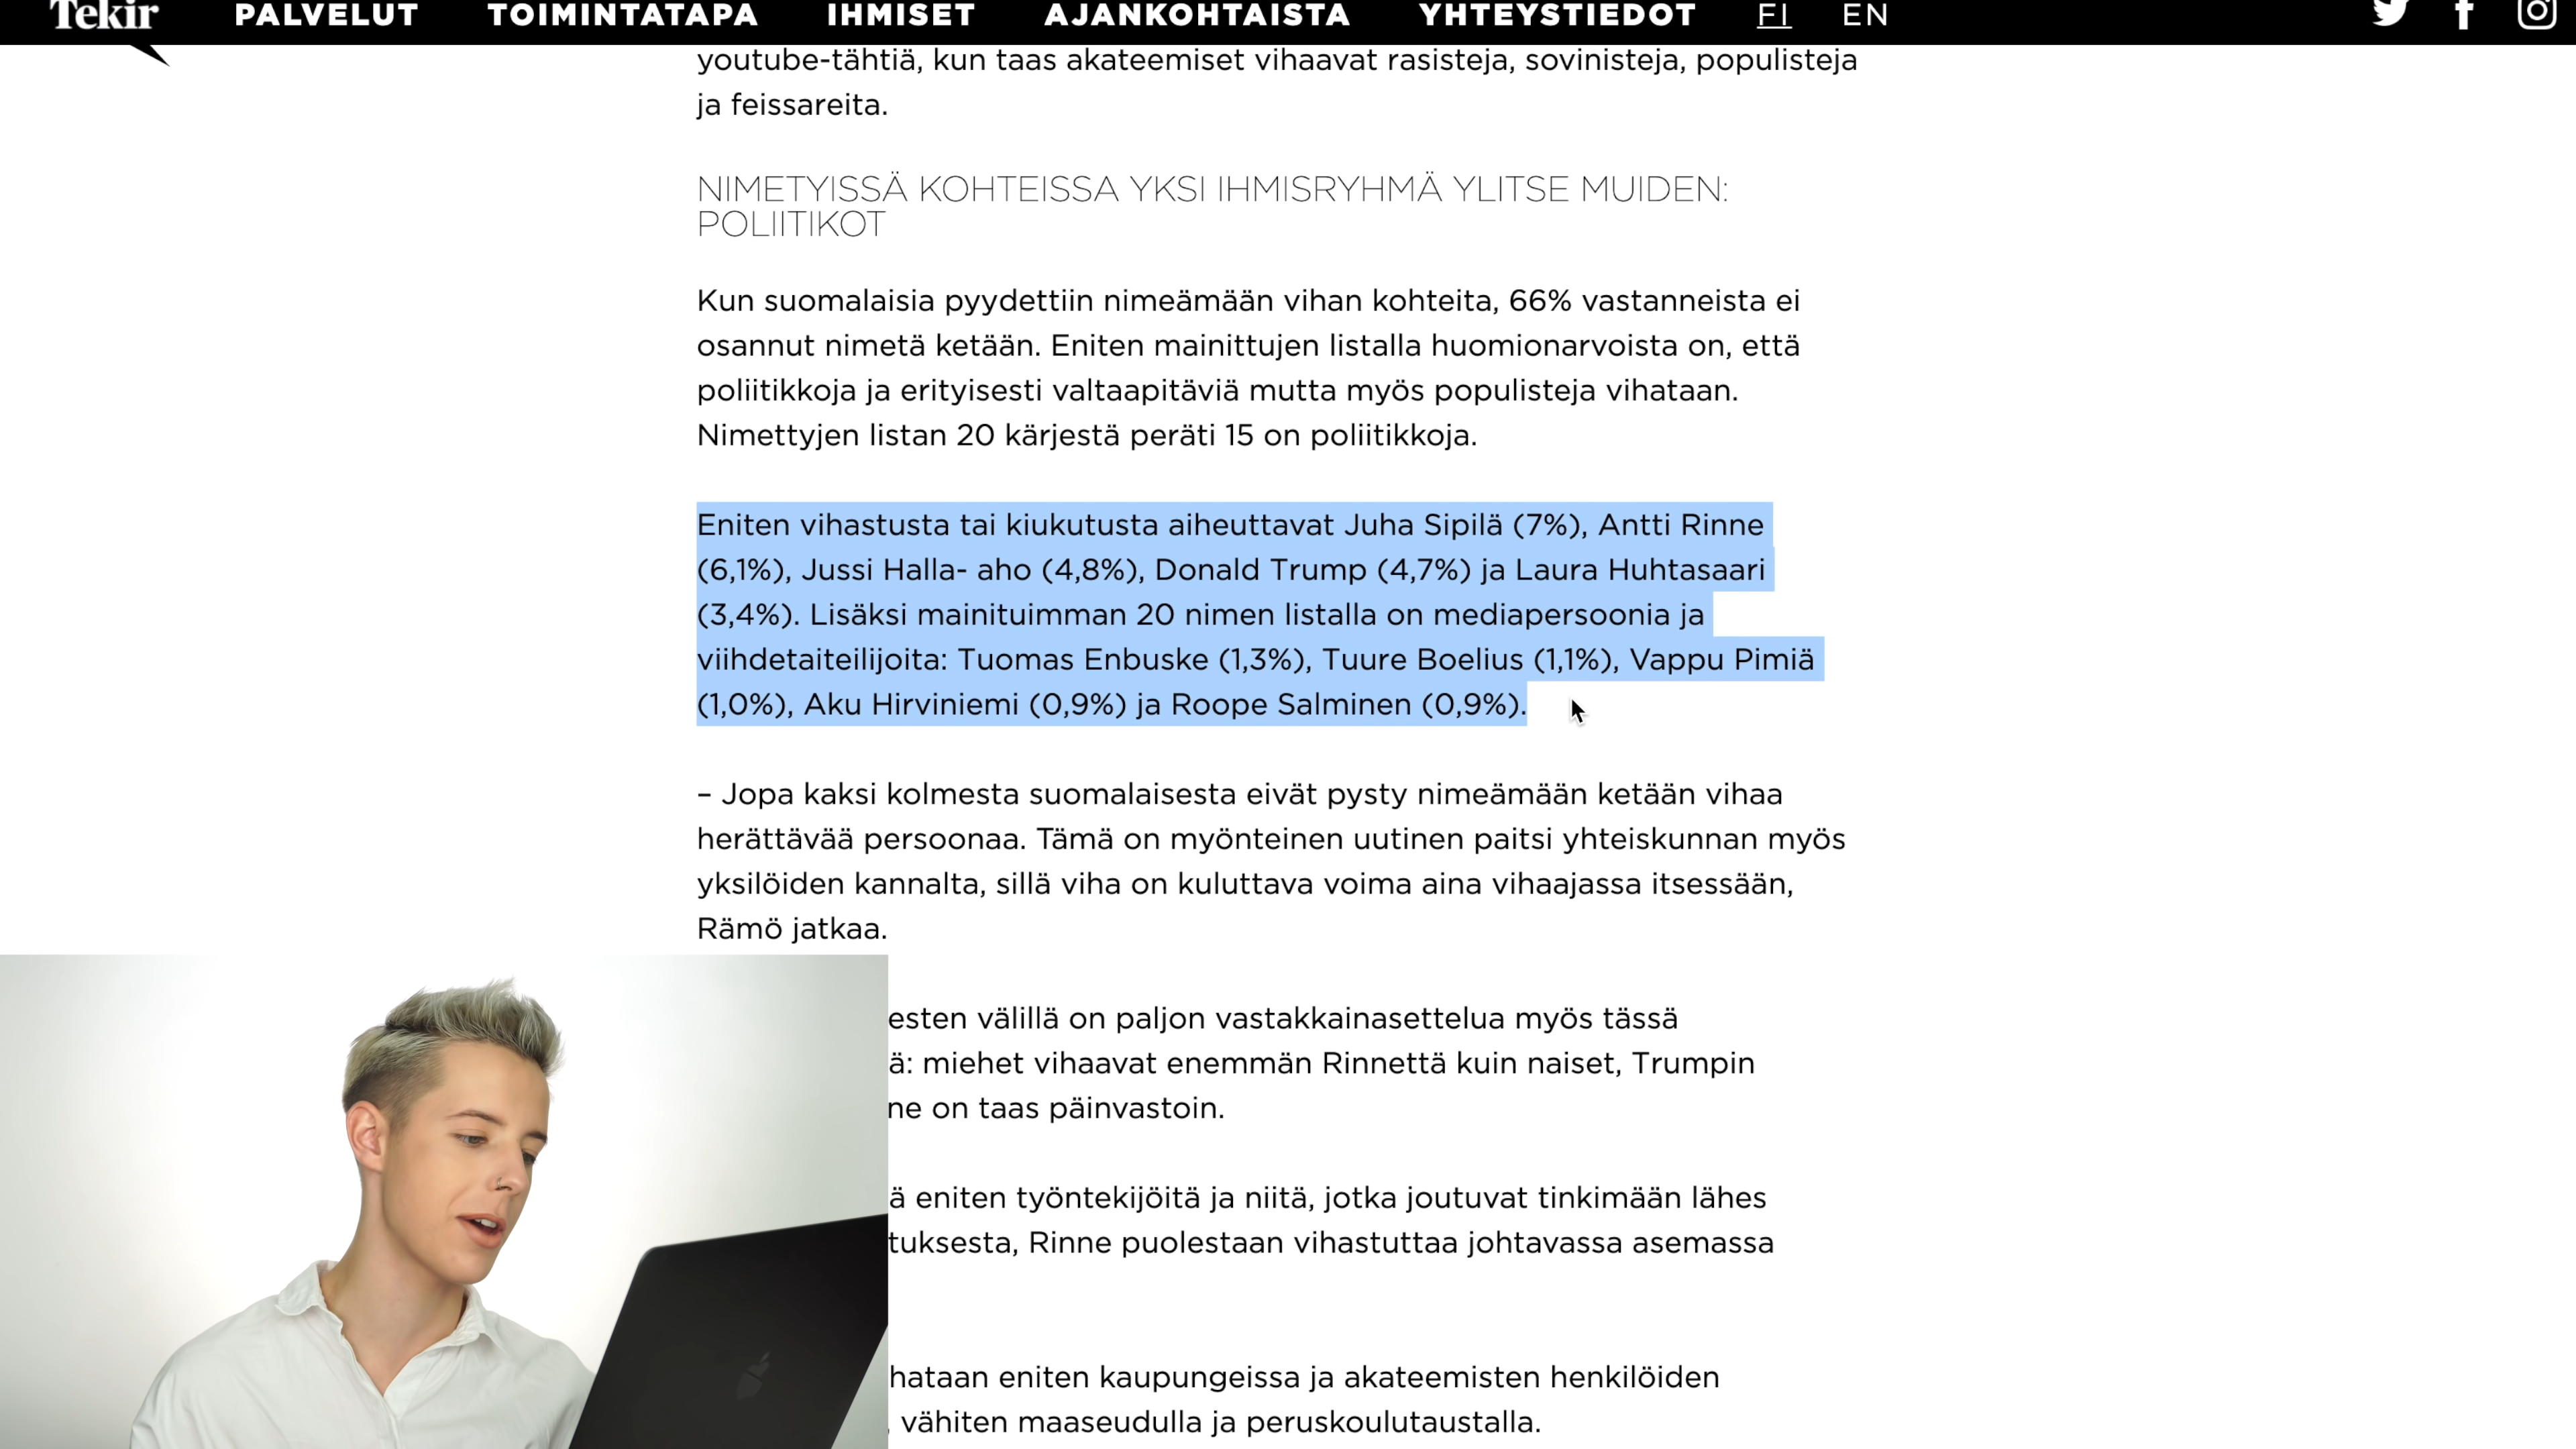 Tekir PALVELUT TOIMINTATAPA IHMISET AJANKOHTAISTA YHTEYSTIEDOT FI EN
youtube-tähtiä, kun taas akateemiset vihaavat rasisteja, sovinisteja, populisteja
ja feissareita.
NIMETYISSÄ KOHTEISSA YKSI IHMISRYHMÄ YLITSE MUIDEN:
POLIITIKOT
Kun suomalaisia pyydettiin nimeämään vihan kohteita, 66% vastanneista ei
osannut nimetä ketään. Eniten mainittujen listalla huomionarvoista on, että
poliitikkoja ja erityisesti valtaapitäviä mutta myös populisteja vihataan.
Nimettyjen listan 20 kärjestä peräti 15 on poliitikkoja.
Eniten vihastusta tai kiukutusta aiheuttavat Juha Sipilä (7%), Antti Rinne
(6,1%), Jussi Halla- aho (4,8%), Donald Trump (4,7%) ja Laura Huhtasaari
(3,4%). Lisäksi mainituimman 20 nimen listalla on mediapersoonia ja
viihdetaiteilijoita: Tuomas Enbuske (1,3%), Tuure Boelius (1,1%), Vappu Pimiä
(1,0%), Aku Hirviniemi (0,9%) ja Roope Salminen (0,9%).
– Jopa kaksi kolmesta suomalaisesta eivät pysty nimeämään ketään vihaa
herättävää persoonaa. Tämä on myönteinen uutinen paitsi yhteiskunnan myös
yksilöiden kannalta, sillä viha on kuluttava voima aina vihaajassa itsessään,
Rämö jatkaa.
esten välillä on paljon vastakkainasettelua myös tässä
ä: miehet vihaavat enemmän Rinnettä kuin naiset, Trumpin
ne on taas päinvastoin.
ä eniten työntekijöitä ja niitä, jotka joutuvat tinkimään lähes
tuksesta, Rinne puolestaan vihastuttaa johtavassa asemassa
hataan eniten kaupungeissa ja akateemisten henkilöiden
, vähiten maaseudulla ja peruskoulutaustalla.